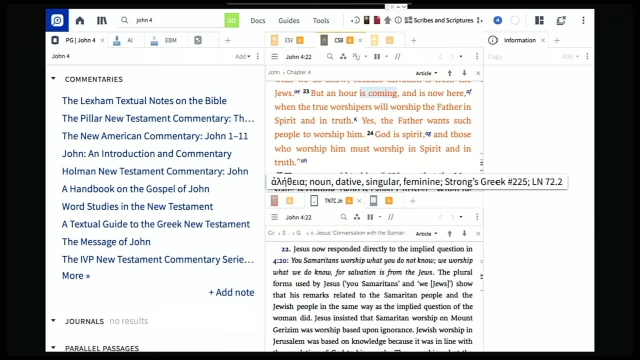 john 4
GO
Docs
Guides
Tools
Scribes and Scriptures
PG | John 4
AI
EBM
John 4
Add
COMMENTARIES
The Lexham Textual Notes on the Bible
The Pillar New Testament Commentary: Th...
The New American Commentary: John 1–11
John: An Introduction and Commentary
Holman New Testament Commentary: John
A Handbook on the Gospel of John
Word Studies in the New Testament
A Textual Guide to the Greek New Testament
The Message of John
The IVP New Testament Commentary Serie...
More »
+ Add note
JOURNALS no results
PARALLEL PASSAGES
ESV A
CSB A
John 4:22
John › Chapter 4
Article
Jews. 23 But an hour is coming, and is now here,
when the true worshipers will worship the Father in
Spirit and in truth. Yes, the Father wants such
people to worship him. 24 God is spirit, and those
who worship him must worship in Spirit and in
truth."
ἀλήθεια; noun, dative, singular, feminine; Strong's Greek #225; LN 72.2
TNTC Jn A
John 4:22
Jesus' Conversation with the Samar
Article
22. Jesus now responded directly to the implied question in
4:20: You Samaritans worship what you do not know; we worship
what we do know, for salvation is from the Jews. The plural
forms used by Jesus ('you Samaritans' and 'we [Jews]') show
that his remarks related to the Samaritan people and the
Jewish people in the same way as the implied question of the
woman did. Jesus insisted that Samaritan worship on Mount
Gerizim was worship based upon ignorance. Jewish worship in
Jerusalem was based on knowledge because it was in line with
Information
Copy
Add